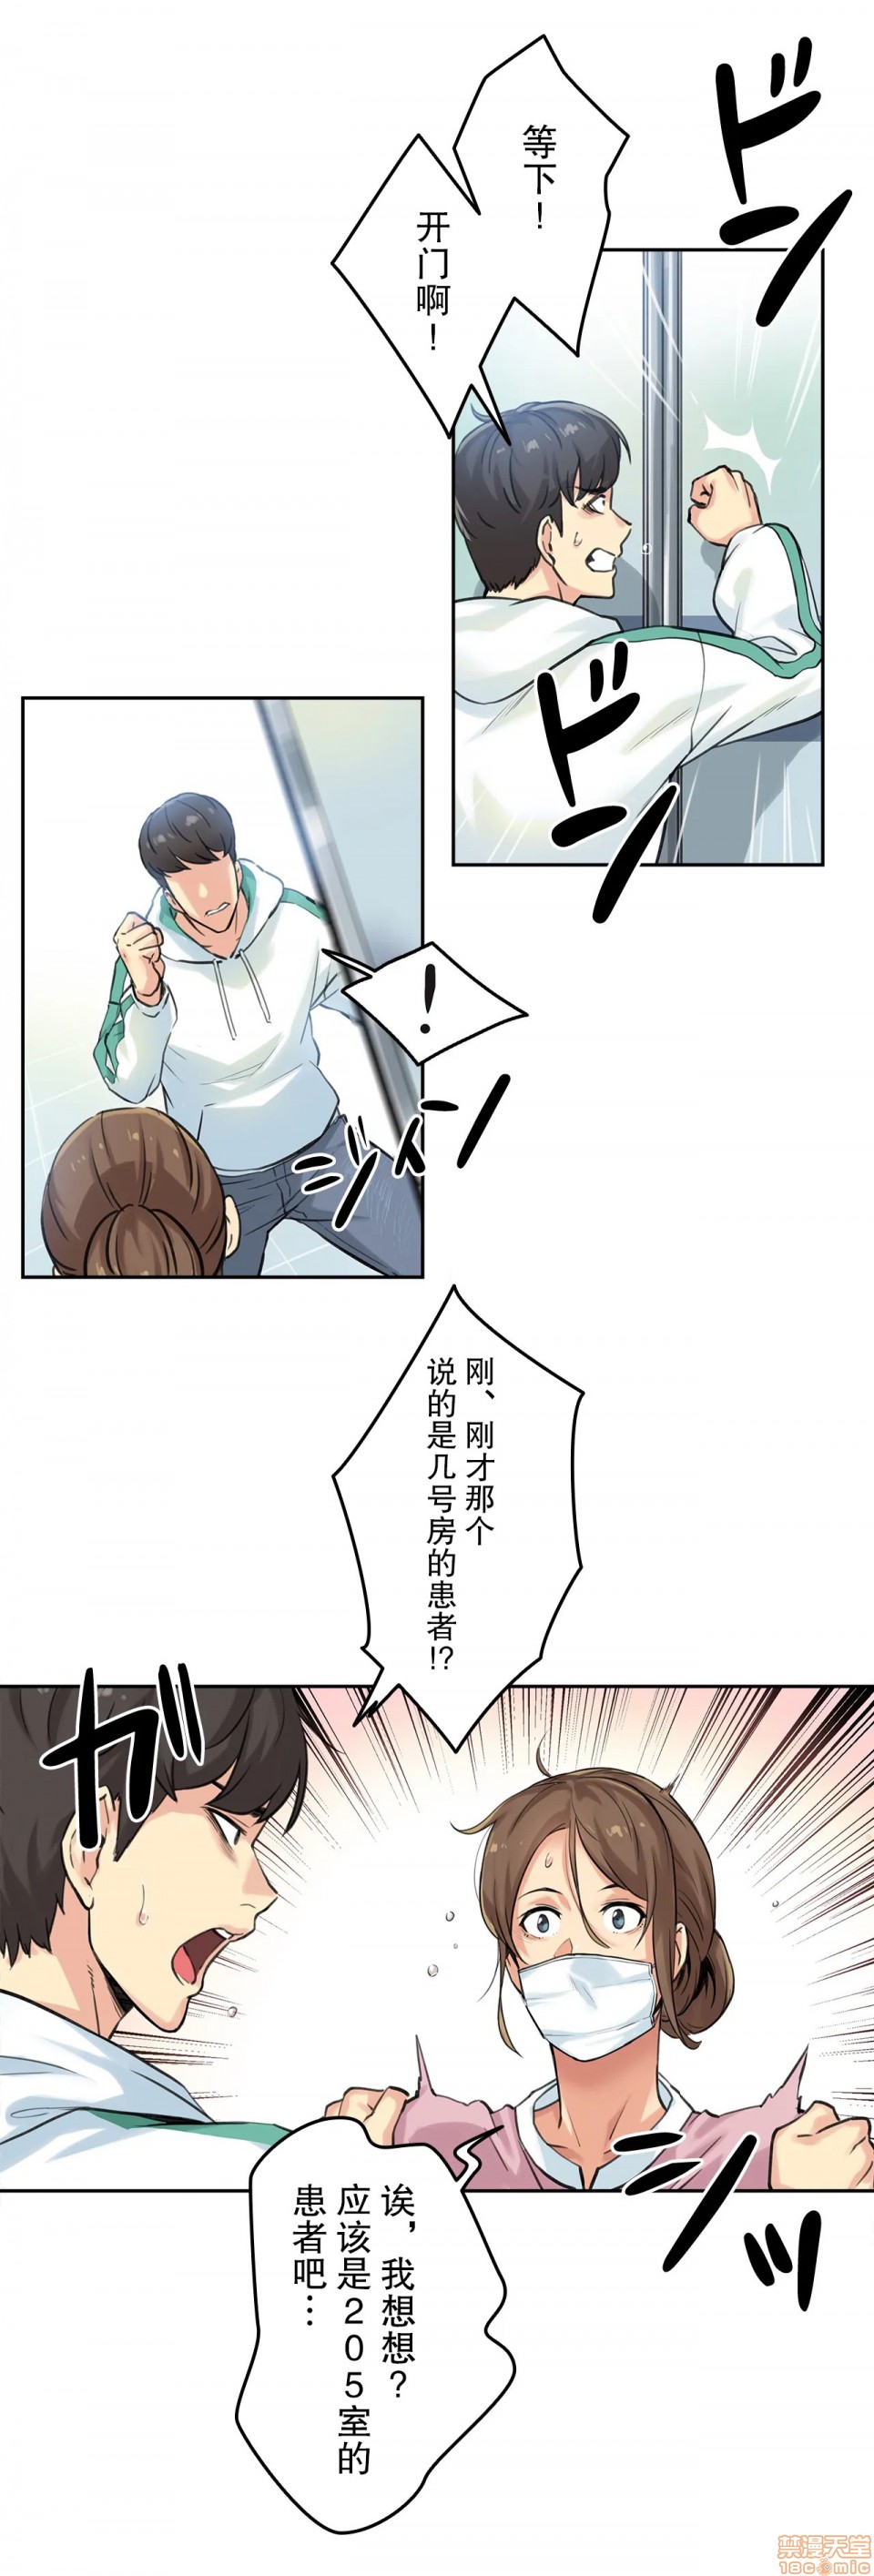 ドン
等下！
开门啊！
ドン
！
ジイン
刚、刚才那个
说的是几号房的患者!?
ガシッ
诶，我想想？
应该是205室的
患者吧…
禁漫天堂
18comic